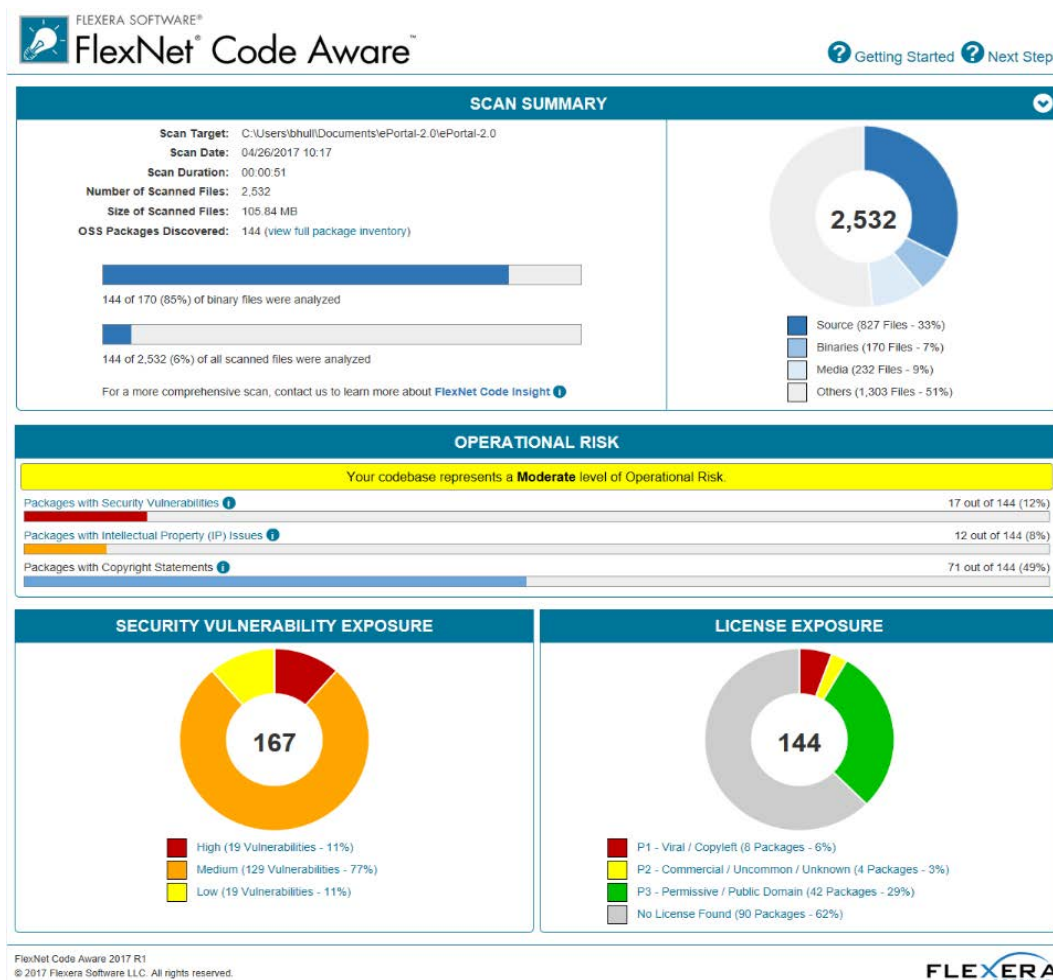 FLEXERA SOFTWARE®
FlexNet® Code Aware™
Getting Started Next Step
SCAN SUMMARY
Scan Target: C:\Users\bhull\Documents\ePortal-2.0\ePortal-2.0
Scan Date: 04/26/2017 10:17
Scan Duration: 00:00:51
Number of Scanned Files: 2,532
Size of Scanned Files: 105.84 MB
OSS Packages Discovered: 144 (view full package inventory)
144 of 170 (85%) of binary files were analyzed
144 of 2,532 (6%) of all scanned files were analyzed
For a more comprehensive scan, contact us to learn more about FlexNet Code Insight
2,532
Source (827 Files - 33%)
Binaries (170 Files - 7%)
Media (232 Files - 9%)
Others (1,303 Files - 51%)
OPERATIONAL RISK
Your codebase represents a Moderate level of Operational Risk.
Packages with Security Vulnerabilities 17 out of 144 (12%)
Packages with Intellectual Property (IP) Issues 12 out of 144 (8%)
Packages with Copyright Statements 71 out of 144 (49%)
SECURITY VULNERABILITY EXPOSURE
167
High (19 Vulnerabilities - 11%)
Medium (129 Vulnerabilities - 77%)
Low (19 Vulnerabilities - 11%)
LICENSE EXPOSURE
144
P1 - Viral / Copyleft (8 Packages - 6%)
P2 - Commercial / Uncommon / Unknown (4 Packages - 3%)
P3 - Permissive / Public Domain (42 Packages - 29%)
No License Found (90 Packages - 62%)
FlexNet Code Aware 2017 R1
© 2017 Flexera Software LLC. All rights reserved.
FLEXERA